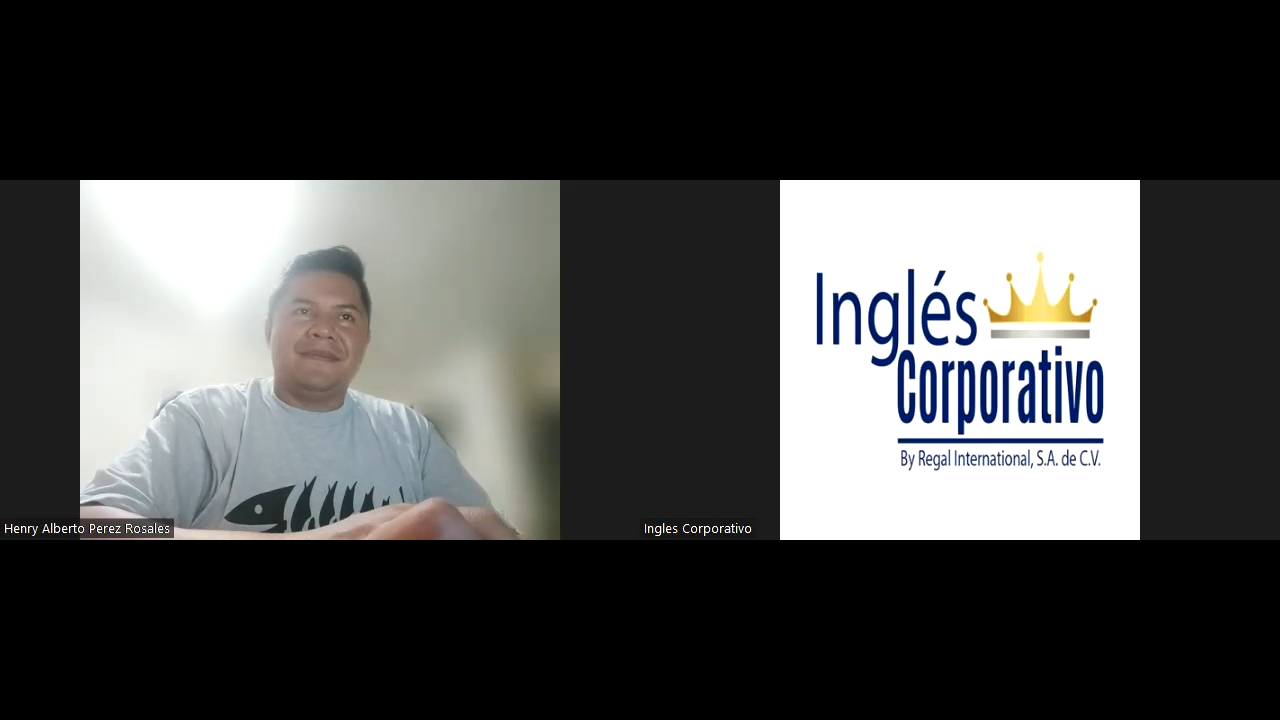 Inglés
Corporativo
By Regal International, S.A. de C.V.
Henry Alberto Perez Rosales
Ingles Corporativo